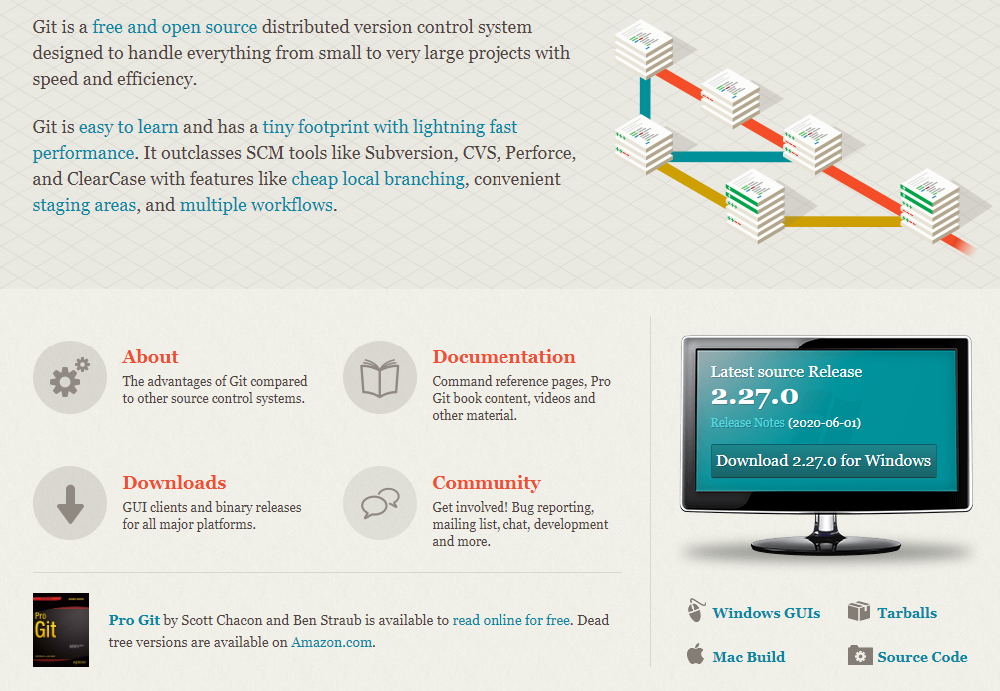 Git is a free and open source distributed version control system
designed to handle everything from small to very large projects with
speed and efficiency.
Git is easy to learn and has a tiny footprint with lightning fast
performance. It outclasses SCM tools like Subversion, CVS, Perforce,
and ClearCase with features like cheap local branching, convenient
staging areas, and multiple workflows.
About
The advantages of Git compared
to other source control systems.
Documentation
Command reference pages, Pro
Git book content, videos and
other material.
Downloads
GUI clients and binary releases
for all major platforms.
Community
Get involved! Bug reporting,
mailing list, chat, development
and more.
Pro
Git
Pro Git by Scott Chacon and Ben Straub is available to read online for free. Dead
tree versions are available on Amazon.com.
Latest source Release
2.27.0
Release Notes (2020-06-01)
Download 2.27.0 for Windows
Windows GUIs
Tarballs
Mac Build
Source Code